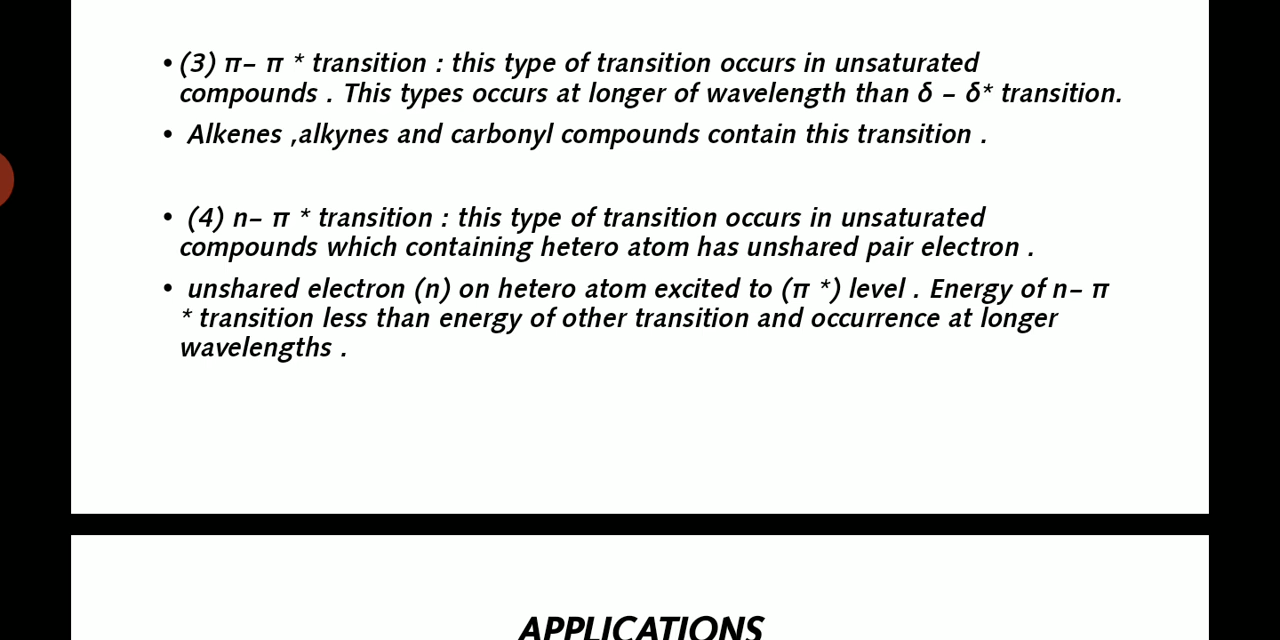 • (3) π– π * transition : this type of transition occurs in unsaturated
compounds . This types occurs at longer of wavelength than δ – δ* transition.
• Alkenes ,alkynes and carbonyl compounds contain this transition .
• (4) n– π * transition : this type of transition occurs in unsaturated
compounds which containing hetero atom has unshared pair electron .
• unshared electron (n) on hetero atom excited to (π *) level . Energy of n– π
* transition less than energy of other transition and occurrence at longer
wavelengths .
APPLICATIONS